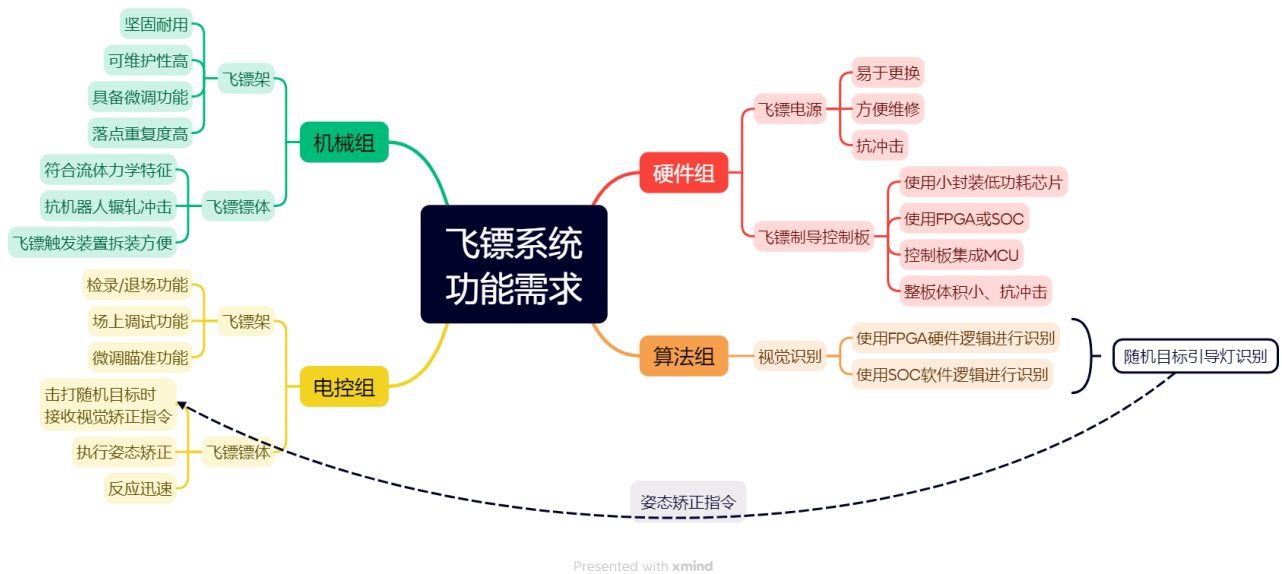 飞镖系统
功能需求
机械组
飞镖架
坚固耐用
可维护性高
具备微调功能
落点重复度高
飞镖镖体
符合流体力学特征
抗机器人辗轧冲击
飞镖触发装置拆装方便
电控组
飞镖架
检录/退场功能
场上调试功能
微调瞄准功能
飞镖镖体
击打随机目标时
接收视觉矫正指令
执行姿态矫正
反应迅速
硬件组
飞镖电源
易于更换
方便维修
抗冲击
飞镖制导控制板
使用小封装低功耗芯片
使用FPGA或SOC
控制板集成MCU
整板体积小、抗冲击
算法组
视觉识别
使用FPGA硬件逻辑进行识别
使用SOC软件逻辑进行识别
随机目标引导灯识别
姿态矫正指令
Presented with xmind